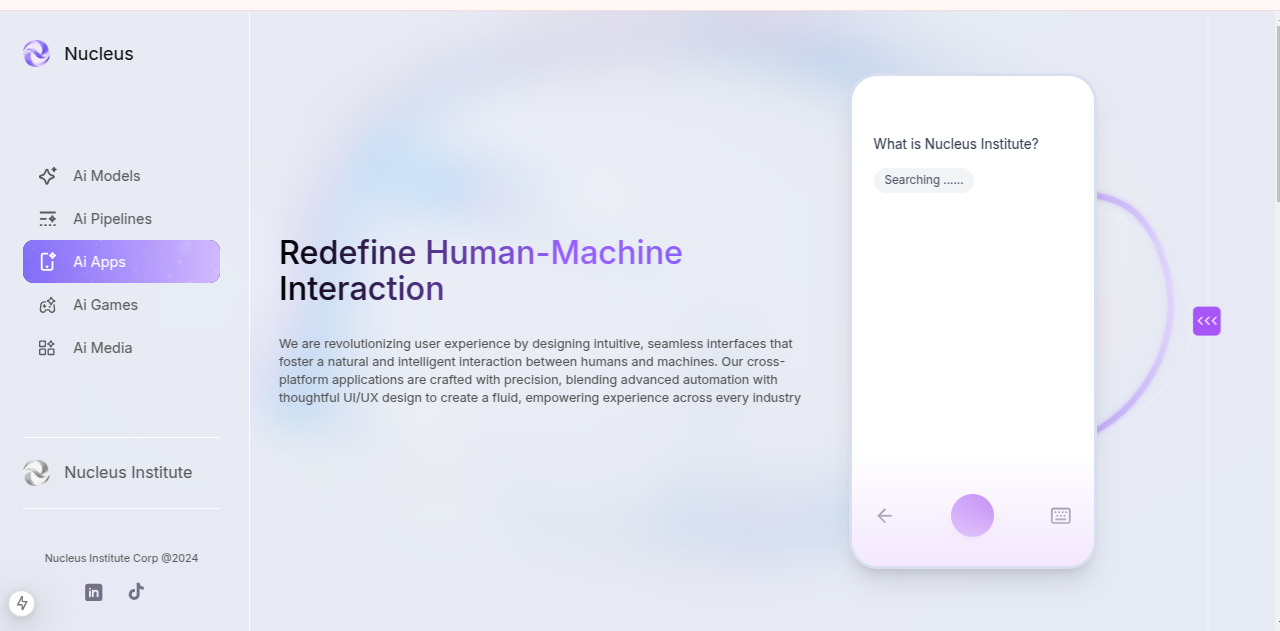 Nucleus
Ai Models
Ai Pipelines
Ai Apps
Ai Games
Ai Media
Nucleus Institute
Nucleus Institute Corp @2024
Redefine Human-Machine
Interaction
We are revolutionizing user experience by designing intuitive, seamless interfaces that
foster a natural and intelligent interaction between humans and machines. Our cross-
platform applications are crafted with precision, blending advanced automation with
thoughtful UI/UX design to create a fluid, empowering experience across every industry
What is Nucleus Institute?
Searching ......
<<<